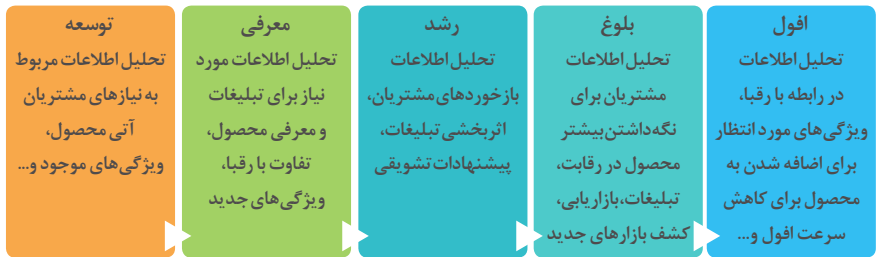 توسعه
تحلیل اطلاعات مربوط
به نیازهای مشتریان
آتی محصول،
ویژگی‌های موجود و...
معرفی
تحلیل اطلاعات مورد
نیاز برای تبلیغات
و معرفی محصول،
تفاوت با رقبا،
ویژگی‌های جدید
رشد
تحلیل اطلاعات
بازخوردهای مشتریان،
اثربخشی تبلیغات،
پیشنهادات تشویقی
بلوغ
تحلیل اطلاعات
مشتریان برای
نگه‌داشتن بیشتر
محصول در رقابت،
تبلیغات، بازاریابی،
کشف بازارهای جدید
افول
تحلیل اطلاعات
در رابطه با رقبا،
ویژگی‌های مورد انتظار
برای اضافه شدن به
محصول برای کاهش
سرعت افول و...